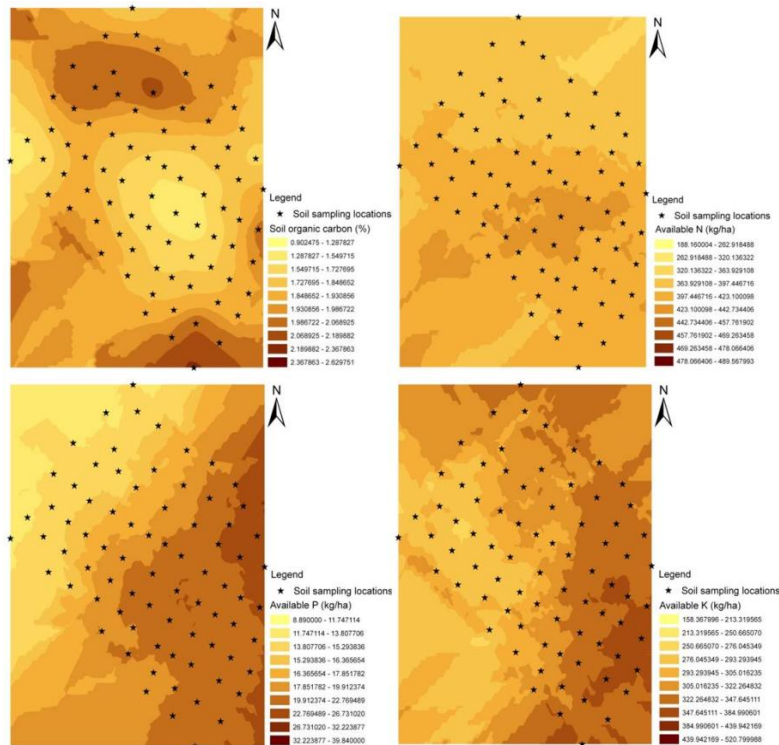 N
Legend
Soil sampling locations
Soil organic carbon (%)
0.902475 - 1.287827
1.287827 - 1.549715
1.549715 - 1.727695
1.727695 - 1.848652
1.848652 - 1.930856
1.930856 - 1.986722
1.986722 - 2.068925
2.068925 - 2.189882
2.189882 - 2.367863
2.367863 - 2.629751
N
Legend
Soil sampling locations
Available N (kg/ha)
188.160004 - 262.918488
262.918488 - 320.136322
320.136322 - 363.929108
363.929108 - 397.446716
397.446716 - 423.100098
423.100098 - 442.734406
442.734406 - 457.761902
457.761902 - 469.263458
469.263458 - 478.066406
478.066406 - 489.567993
N
Legend
Soil sampling locations
Available P (kg/ha)
8.890000 - 11.747114
11.747114 - 13.807706
13.807706 - 15.293836
15.293836 - 16.365654
16.365654 - 17.851782
17.851782 - 19.912374
19.912374 - 22.769489
22.769489 - 26.731020
26.731020 - 32.223877
32.223877 - 39.840000
N
Legend
Soil sampling locations
Available K (kg/ha)
158.367996 - 213.319565
213.319565 - 250.665070
250.665070 - 276.045349
276.045349 - 293.293945
293.293945 - 305.016235
305.016235 - 322.264832
322.264832 - 347.645111
347.645111 - 384.990601
384.990601 - 439.942169
439.942169 - 520.799988